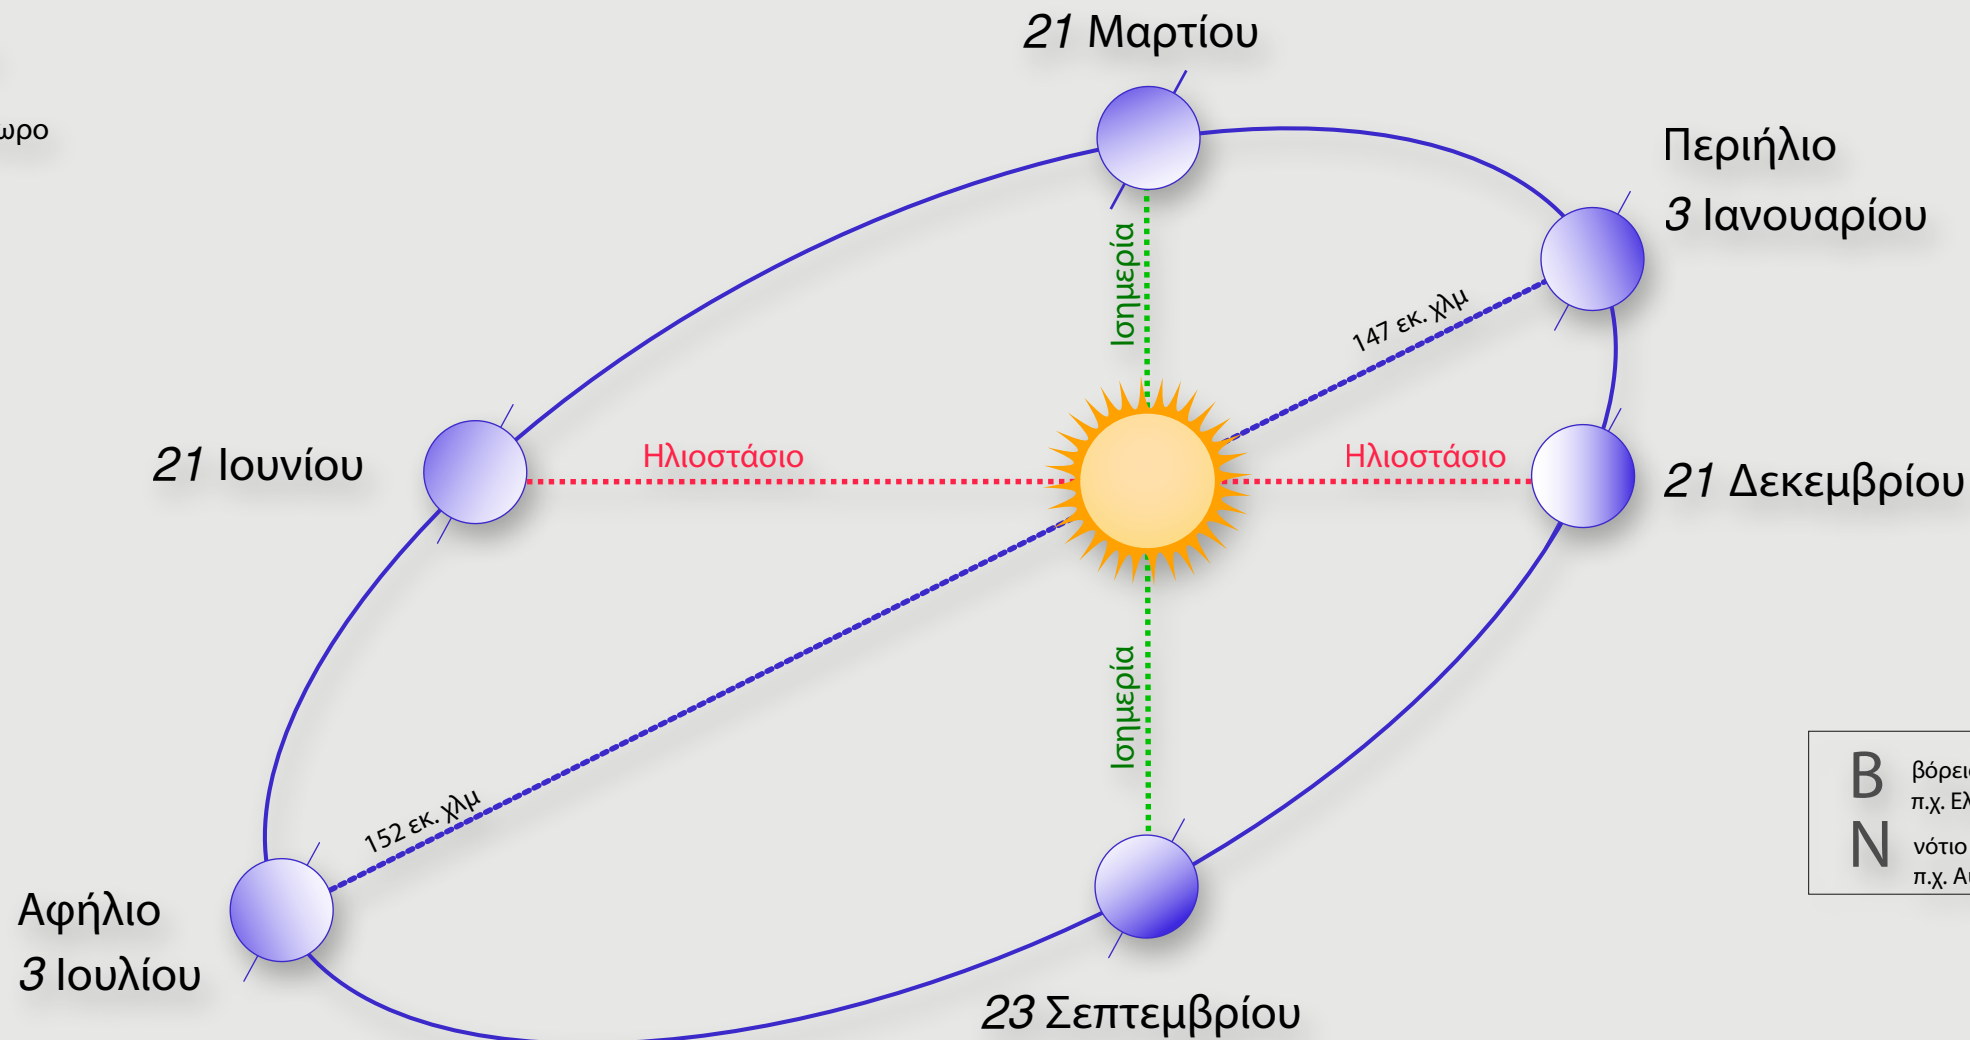 21 Μαρτίου
Περιήλιο
3 Ιανουαρίου
Ισημερία
147 εκ. χλμ
21 Ιουνίου
Ηλιοστάσιο
Ηλιοστάσιο
21 Δεκεμβρίου
Ισημερία
152 εκ. χλμ
Αφήλιο
3 Ιουλίου
23 Σεπτεμβρίου
Β
π.χ.
Ν νότιο
π.χ.